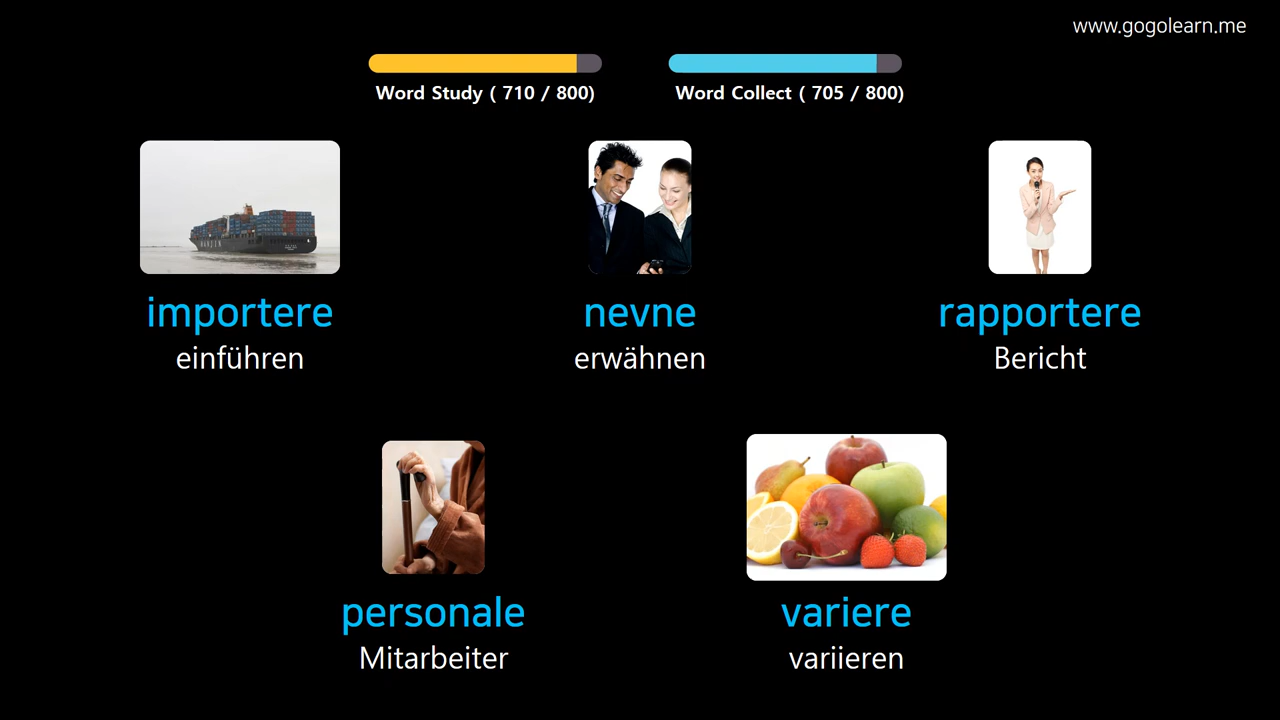 www.gogolearn.me
Word Study ( 710 / 800)
Word Collect ( 705 / 800)
importere
einführen
nevne
erwähnen
rapportere
Bericht
personale
Mitarbeiter
variere
variieren